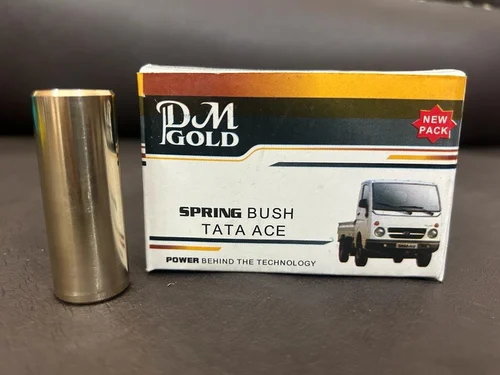 PM
GOLD
NEW
PACK
SPRING BUSH
TATA ACE
POWER BEHIND THE TECHNOLOGY